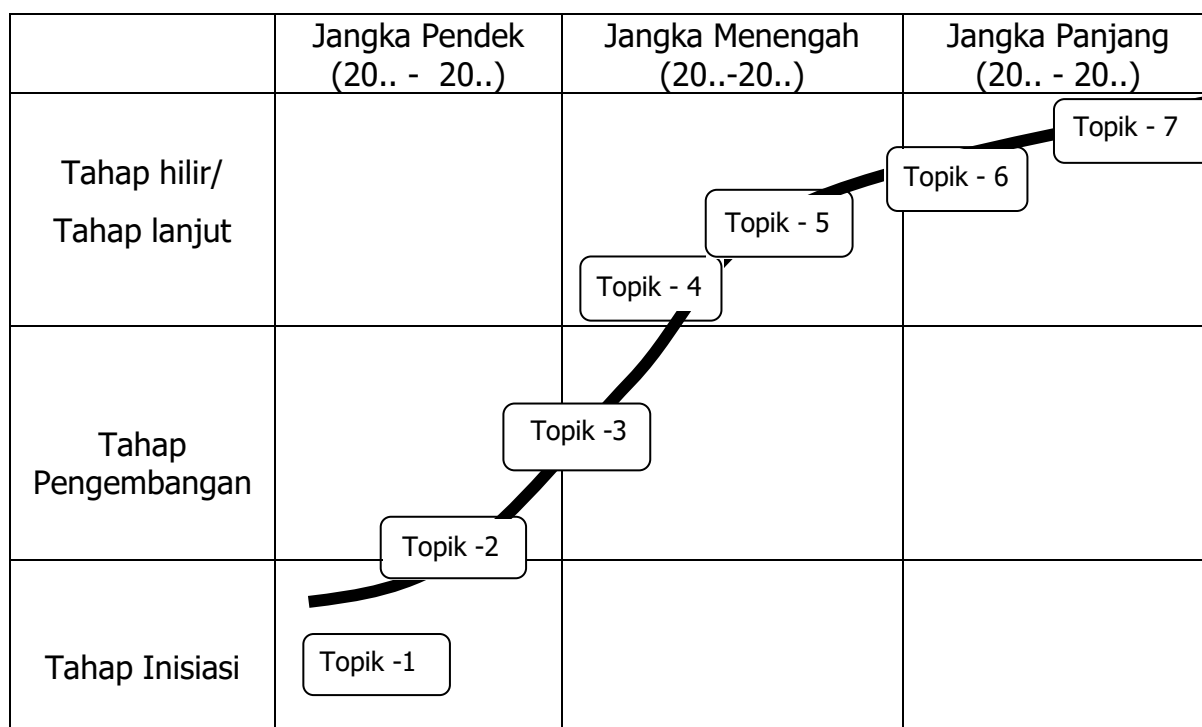 Jangka Pendek
(20.. -  20..)
Jangka Menengah
(20..-20..)
Jangka Panjang
(20.. - 20..)
Tahap hilir/
Tahap lanjut
Topik - 7
Topik - 6
Topik - 5
Topik - 4
Tahap
Pengembangan
Topik -3
Topik -2
Tahap Inisiasi
Topik -1